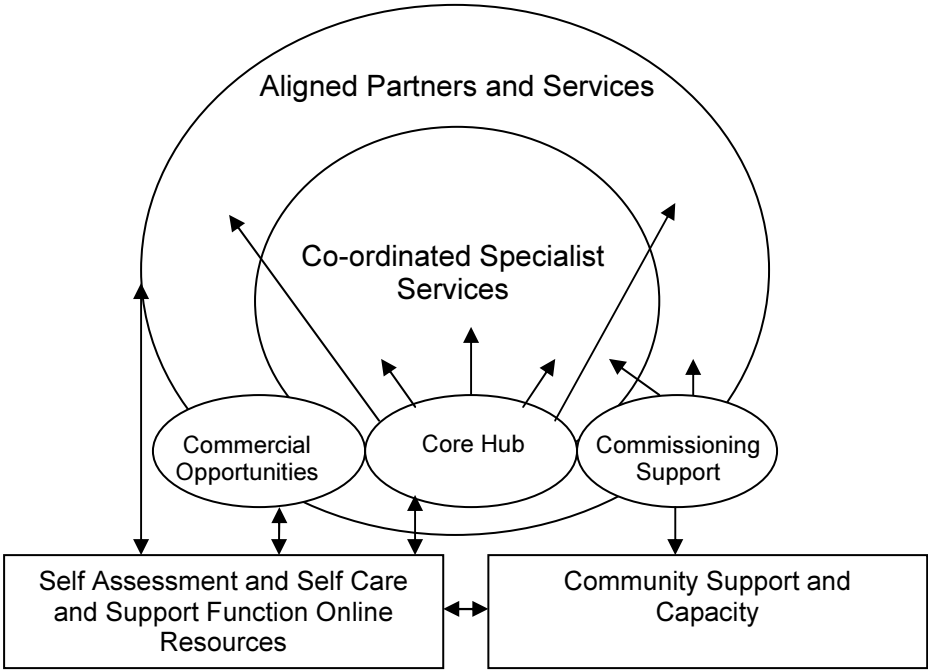 Aligned Partners and Services
Co-ordinated Specialist
Services
Commercial
Opportunities
Core Hub
Commissioning
Support
Self Assessment and Self Care
and Support Function Online
Resources
Community Support and
Capacity